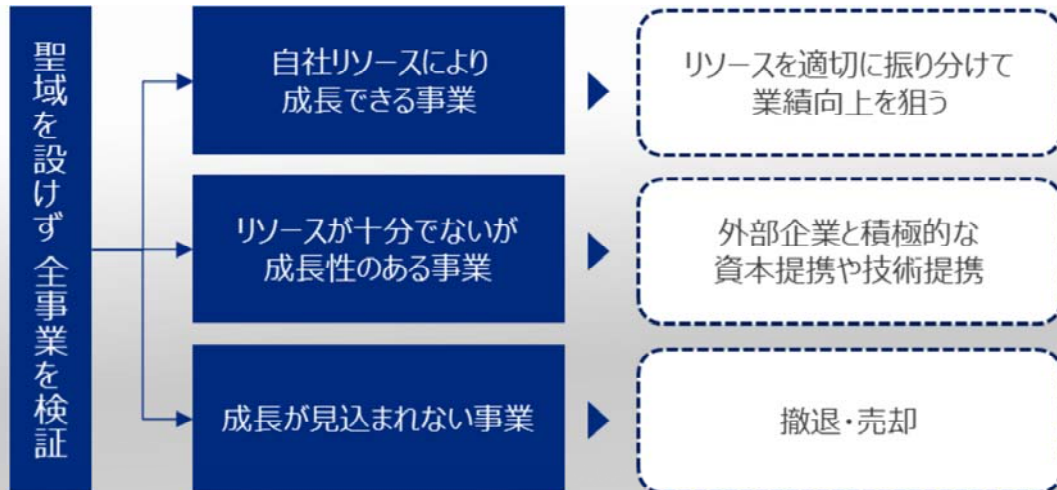 聖域を設けず 全事業を検証
自社リソースにより
成長できる事業
リソースを適切に振り分けて
業績向上を狙う
リソースが十分でないが
成長性のある事業
外部企業と積極的な
資本提携や技術提携
成長が見込まれない事業
撤退・売却